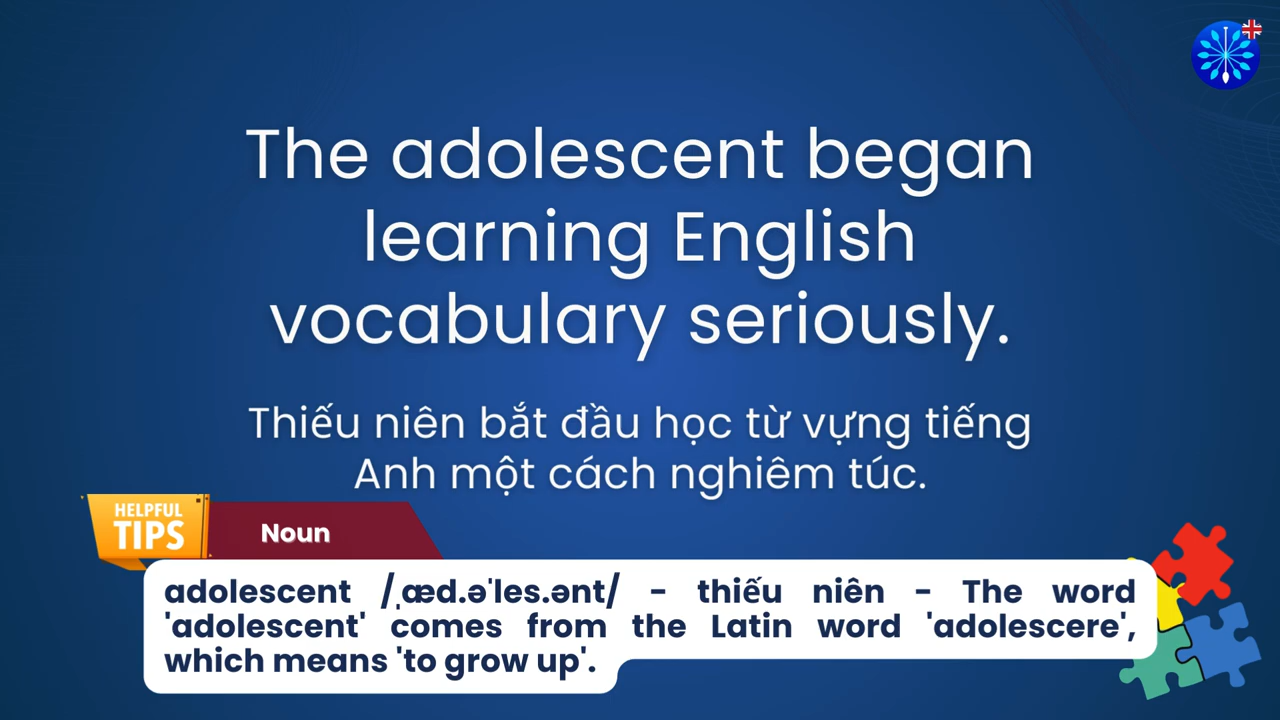 The adolescent began
learning English
vocabulary seriously.
Thiếu niên bắt đầu học từ vựng tiếng
Anh một cách nghiêm túc.
HELPFUL
TIPS
Noun
adolescent /ˌæd.əˈles.ənt/ - thiếu niên - The word
'adolescent' comes from the Latin word 'adolescere',
which means 'to grow up'.